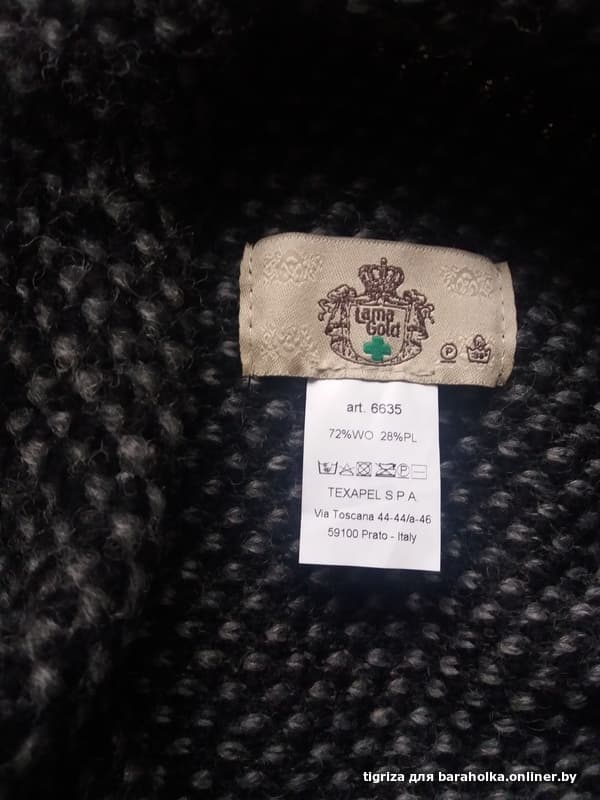 Lama
Gold
P
art. 6635
72%WO 28%PL
P
TEXAPEL S P A
Via Toscana 44-44/a-46
59100 Prato - Italy
tigriza для baraholka.onliner.by